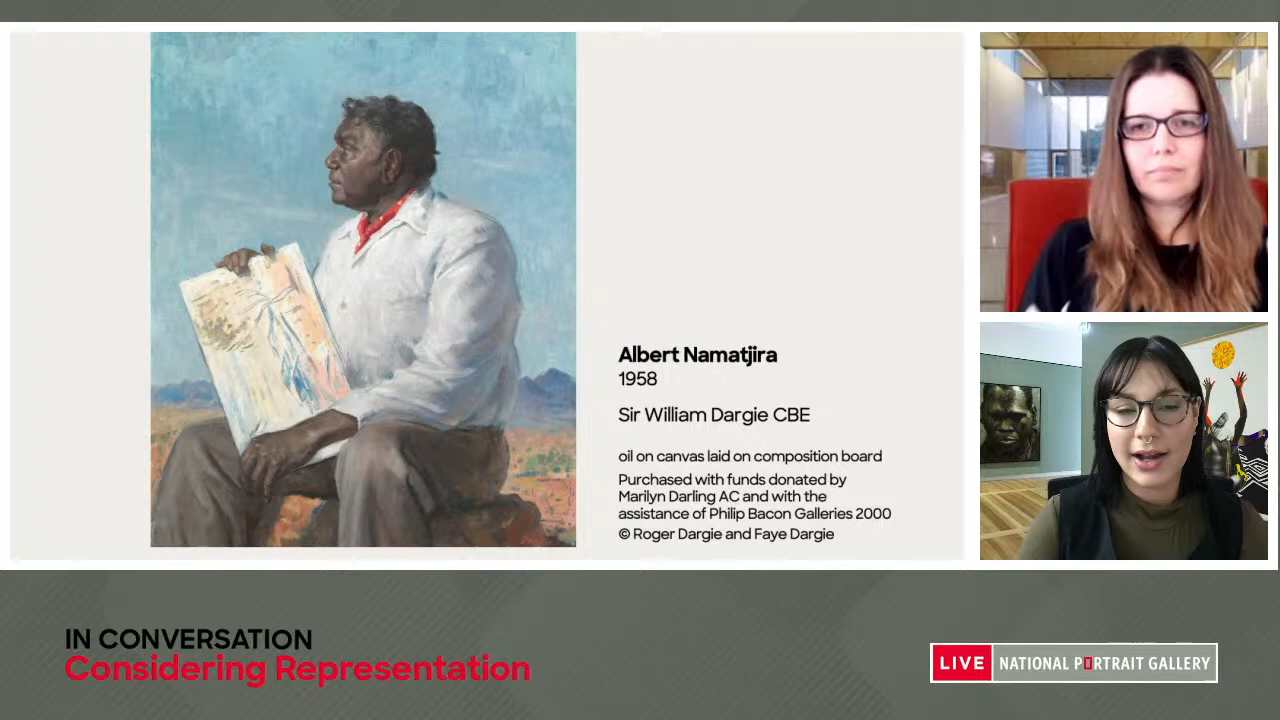 Albert Namatjira
1958
Sir William Dargie CBE
oil on canvas laid on composition board
Purchased with funds donated by
Marilyn Darling AC and with the
assistance of Philip Bacon Galleries 2000
© Roger Dargie and Faye Dargie
IN CONVERSATION
Considering Representation
LIVE NATIONAL PORTRAIT GALLERY